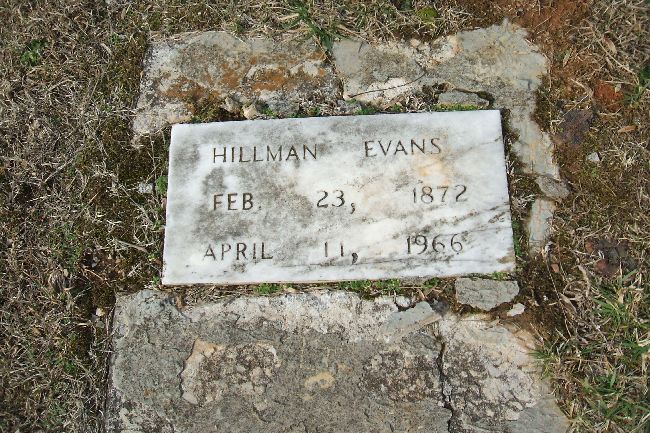 HILLMAN EVANS
FEB. 23, 1872
APRIL 11, 1966